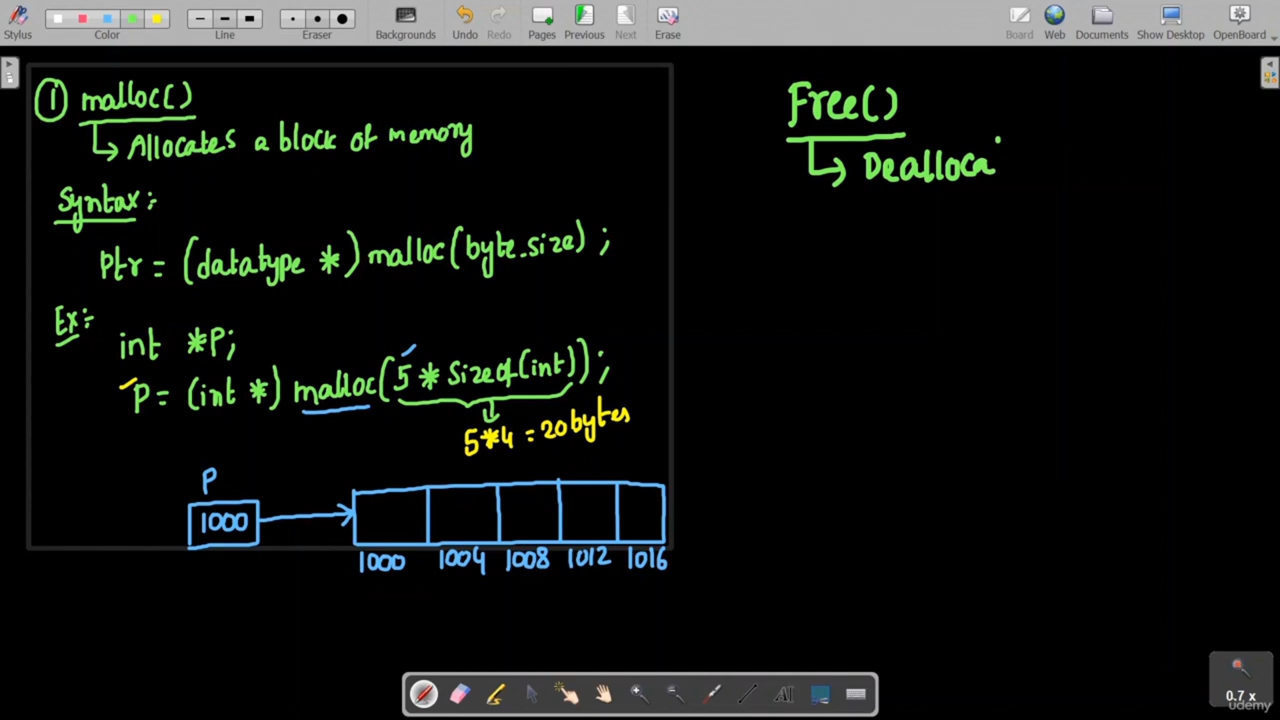 Stylus
Color
Line
Eraser
Backgrounds
Undo
Redo
Pages
Previous
Next
Erase
Board
Web
Documents
Show Desktop
OpenBoard
① malloc()
↳ Allocates a block of memory
Syntax:
Ptr = (datatype *) malloc(byte-size) ;
Ex:-
int *P;
P = (int *) malloc(5 * Sizeof(int)) ;
5*4 = 20 bytes
P
1000
1000 1004 1008 1012 1016
Free()
↳ Dealloca
0.7 x
udemy